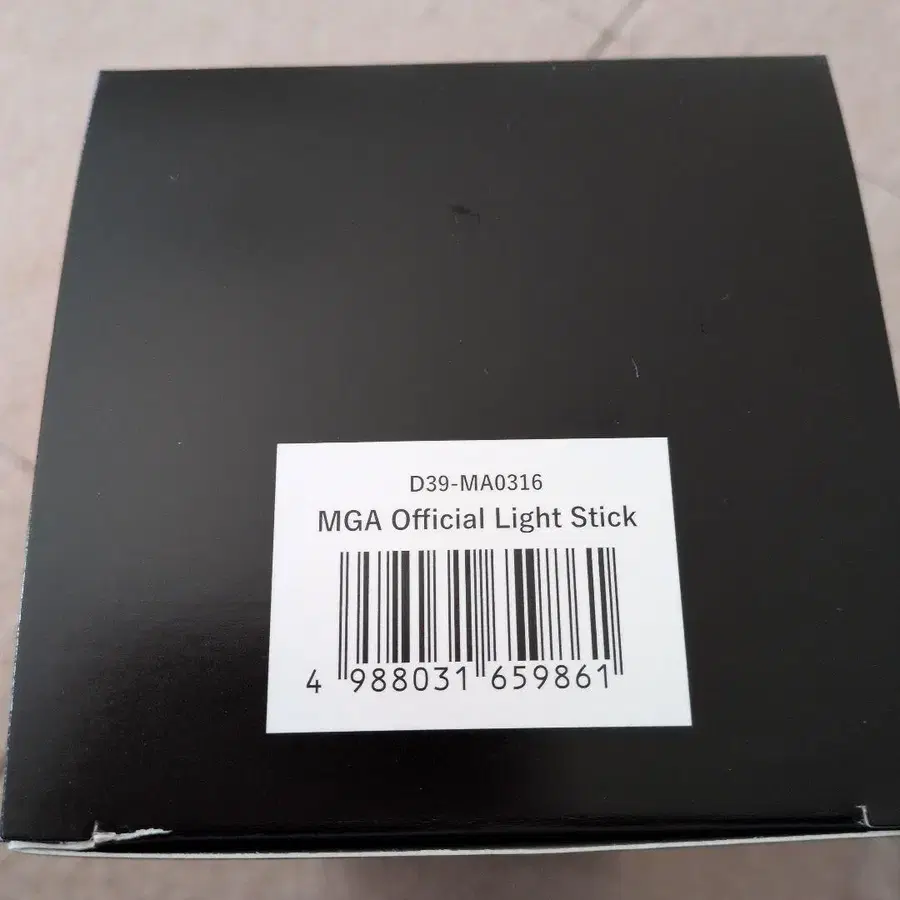 D39-MA0316
MGA Official Light Stick
4 988031 659861